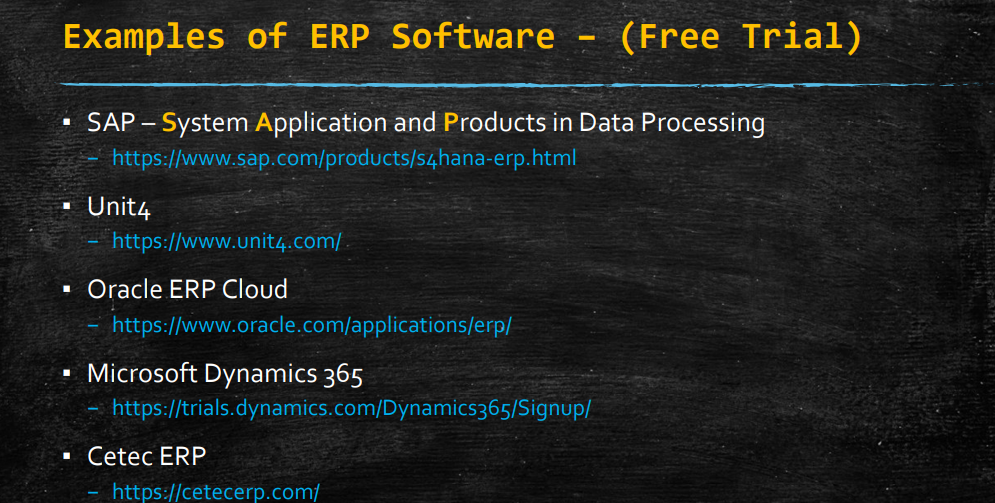 Examples of ERP Software – (Free Trial)
▪ SAP – System Application and Products in Data Processing
– https://www.sap.com/products/s4hana-erp.html
▪ Unit4
– https://www.unit4.com/
▪ Oracle ERP Cloud
– https://www.oracle.com/applications/erp/
▪ Microsoft Dynamics 365
– https://trials.dynamics.com/Dynamics365/Signup/
▪ Cetec ERP
– https://cetecerp.com/